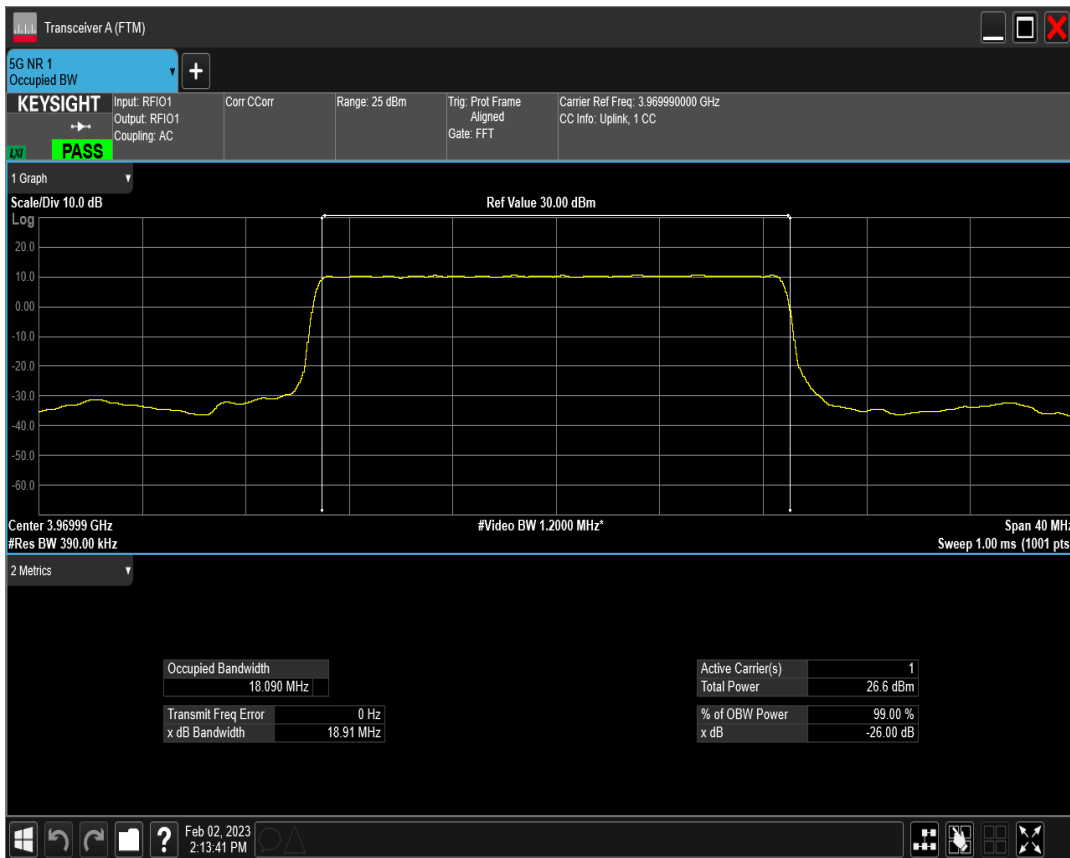 Transceiver A (FTM)
5G NR 1
Occupied BW
+
KEYSIGHT
LXI
PASS
Input: RFIO1
Output: RFIO1
Coupling: AC
Corr CCorr
Range: 25 dBm
Trig: Prot Frame
Aligned
Gate: FFT
Carrier Ref Freq: 3.969990000 GHz
CC Info: Uplink, 1 CC
1 Graph
Scale/Div 10.0 dB
Ref Value 30.00 dBm
Log
20.0
10.0
0.00
-10.0
-20.0
-30.0
-40.0
-50.0
-60.0
Center 3.96999 GHz
#Video BW 1.2000 MHz*
Span 40 MHz
#Res BW 390.00 kHz
Sweep 1.00 ms (1001 pts
2 Metrics
Occupied Bandwidth
18.090 MHz
Transmit Freq Error 0 Hz
x dB Bandwidth 18.91 MHz
Active Carrier(s) 1
Total Power 26.6 dBm
% of OBW Power 99.00 %
x dB -26.00 dB
?
Feb 02, 2023
2:13:41 PM